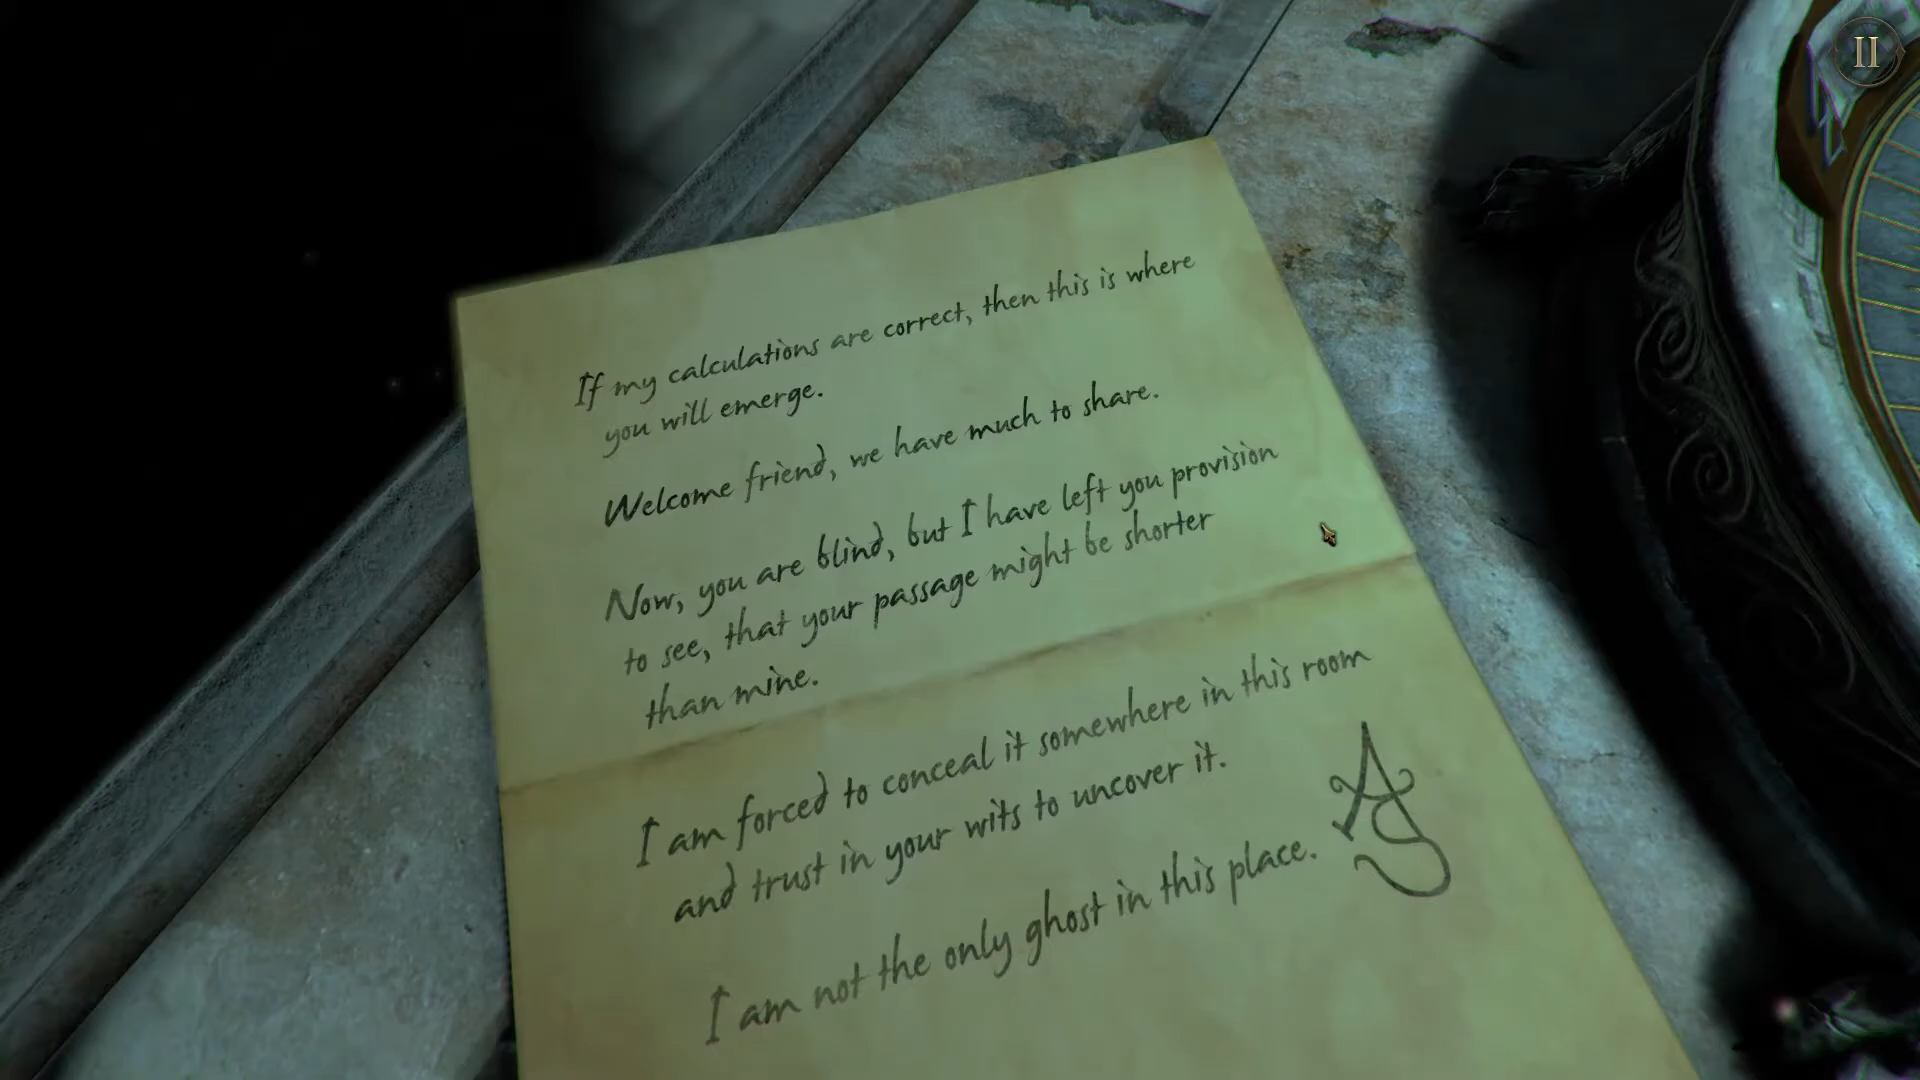 II
If my calculations are correct, then this is where
you will emerge.
Welcome friend, we have much to share.
Now, you are blind, but I have left you provision
to see, that your passage might be shorter
than mine.
I am forced to conceal it somewhere in this room
and trust in your wits to uncover it.
I am not the only ghost in this place.
AS